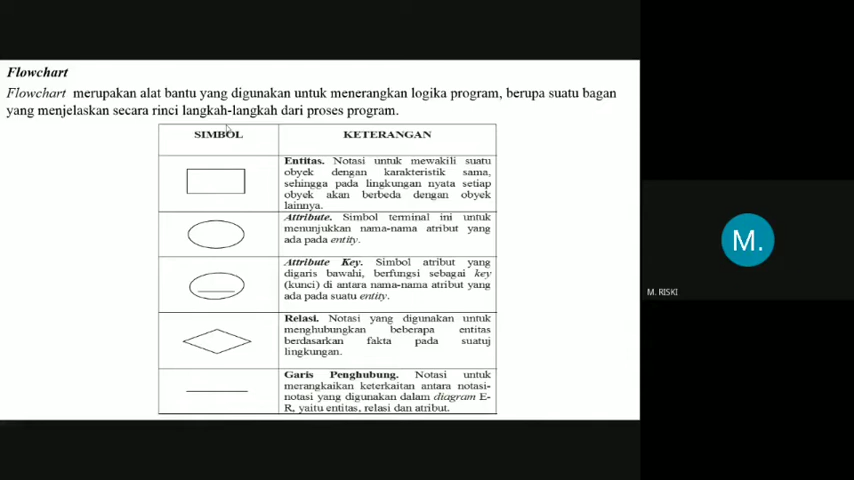 Flowchart
Flowchart merupakan alat bantu yang digunakan untuk menerangkan logika program, berupa suatu bagan
yang menjelaskan secara rinci langkah-langkah dari proses program.
SIMBOL KETERANGAN
Entitas. Notasi untuk mewakili suatu
obyek dengan karakteristik sama,
sehingga pada lingkungan nyata setiap
obyek akan berbeda dengan obyek
lainnya.
Attribute. Simbol terminal ini untuk
menunjukkan nama-nama atribut yang
ada pada entity.
Attribute Key. Simbol atribut yang
digaris bawahi, berfungsi sebagai key
(kunci) di antara nama-nama atribut yang
ada pada suatu entity.
Relasi. Notasi yang digunakan untuk
menghubungkan beberapa entitas
berdasarkan fakta pada suatuj
lingkungan.
Garis Penghubung. Notasi untuk
merangkaikan keterkaitan antara notasi-
notasi yang digunakan dalam diagram E-
R, yaitu entitas, relasi dan atribut.
M.
M. RISKI